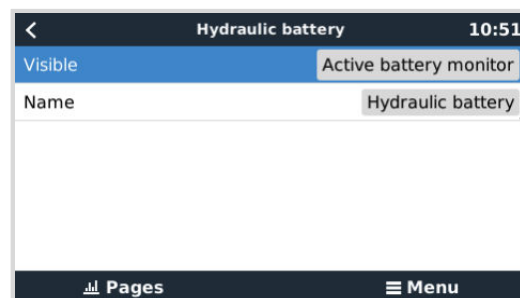 Hydraulic battery 10:51
Visible Active battery monitor
Name Hydraulic battery
Pages Menu